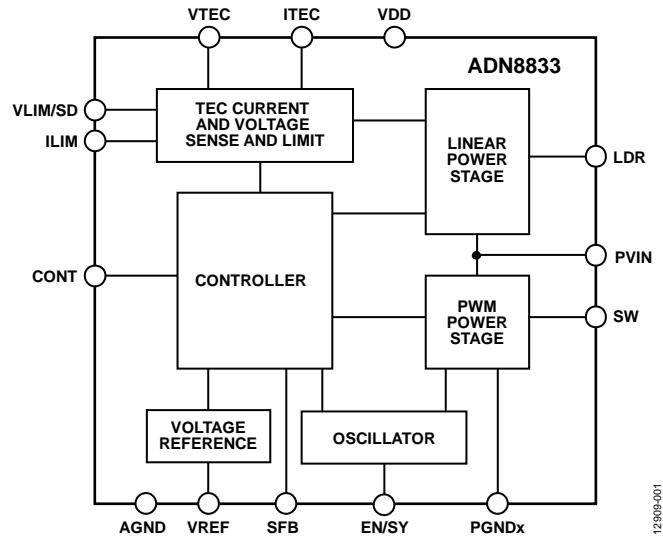 VTEC ITEC VDD
ADN8833
VLIM/SD
ILIM
TEC CURRENT
AND VOLTAGE
SENSE AND LIMIT
LINEAR
POWER
STAGE
LDR
CONT
CONTROLLER
PVIN
PWM
POWER
STAGE
SW
VOLTAGE
REFERENCE
OSCILLATOR
AGND VREF SFB EN/SY PGNDx
12909-001